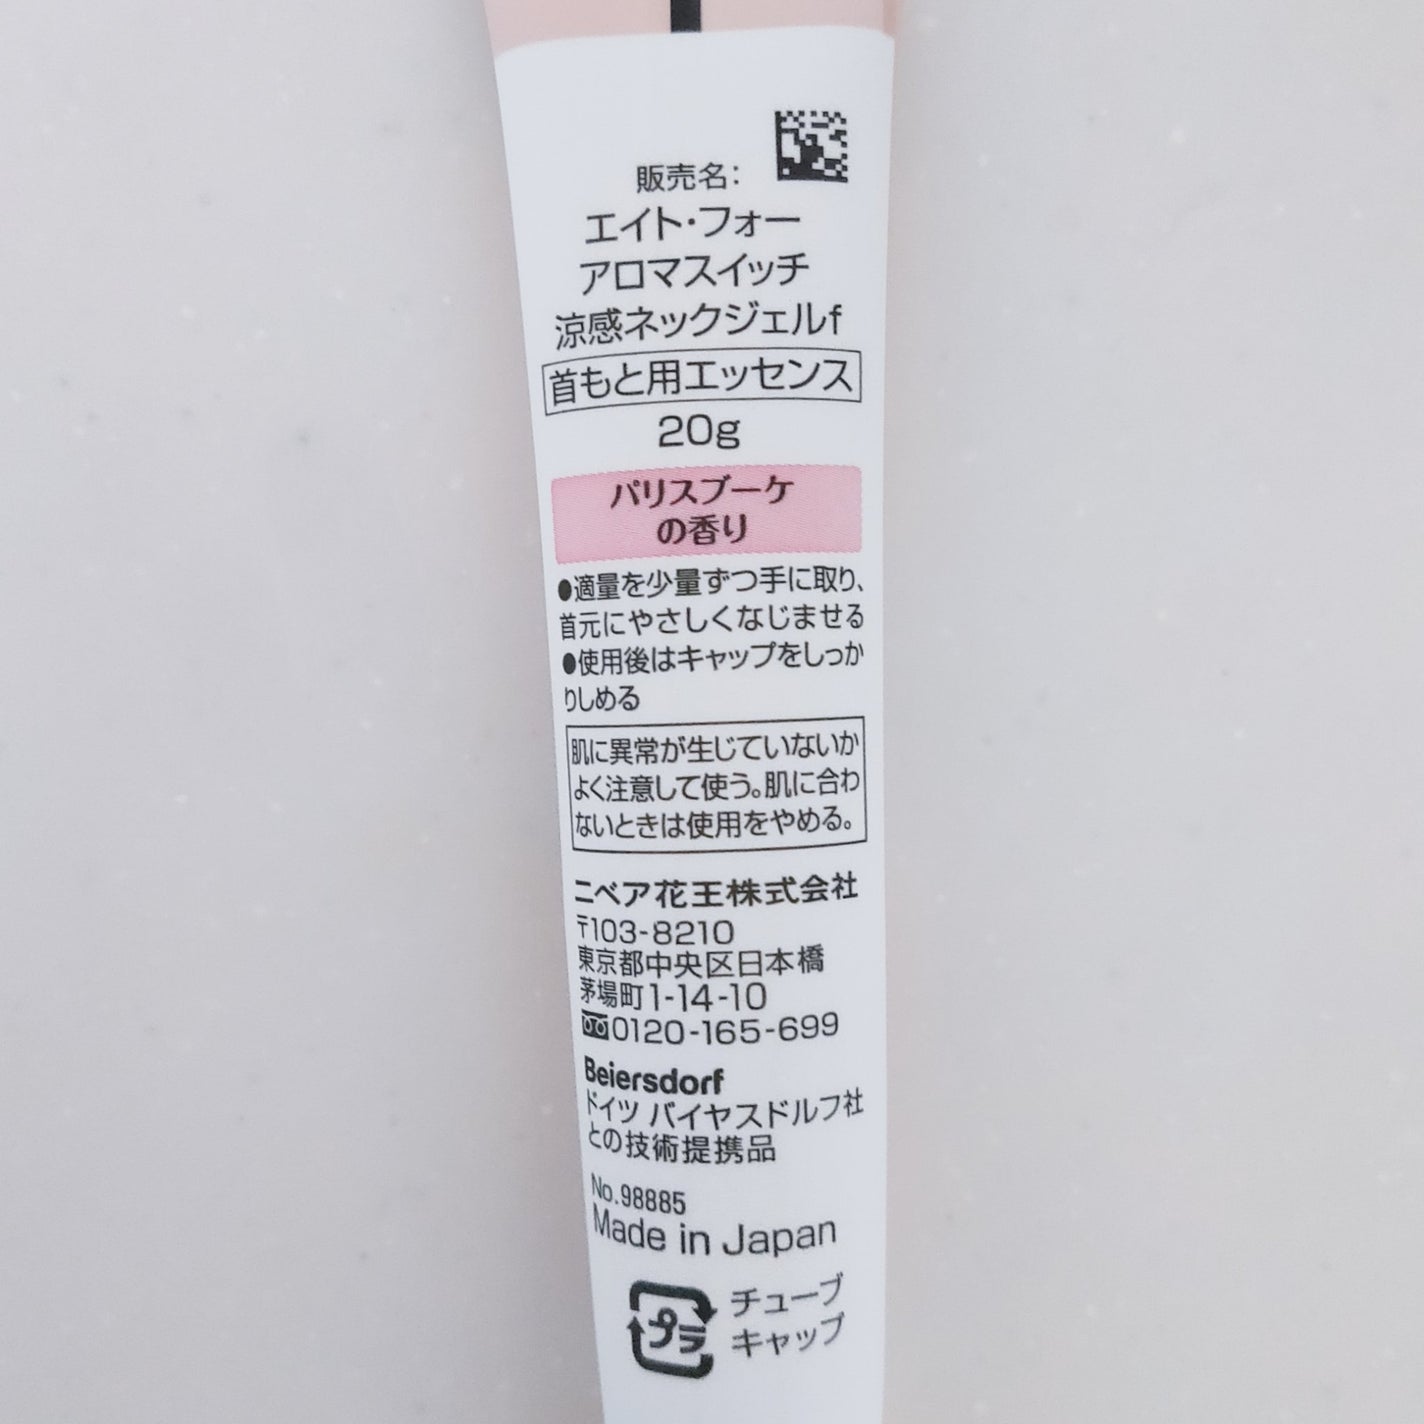 販売名：
エイト・フォー
アロマスイッチ
涼感ネックジェルf
首もと用エッセンス
20g
パリスブーケ
の香り
●適量を少量ずつ手に取り、
首元にやさしくなじませる
●使用後はキャップをしっか
りしめる
肌に異常が生じていないか
よく注意して使う。肌に合わ
ないときは使用をやめる。
ニベア花王株式会社
〒103-8210
東京都中央区日本橋
茅場町1-14-10
0120-165-699
Beiersdorf
ドイツ バイヤスドルフ社
との技術提携品
No.98885
Made in Japan
プラ
チューブ
キャップ